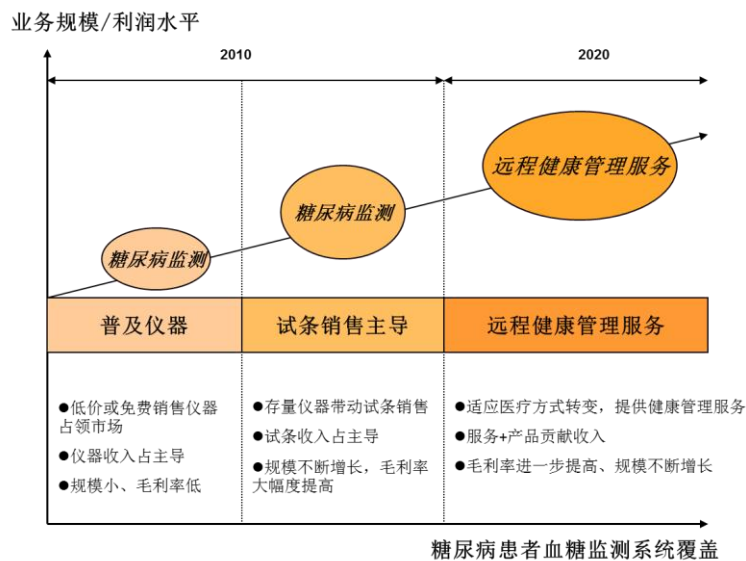 业务规模/利润水平
2010
2020
糖尿病监测
糖尿病监测
远程健康管理服务
普及仪器
试条销售主导
远程健康管理服务
●低价或免费销售仪器
占领市场
●仪器收入占主导
●规模小、毛利率低
●存量仪器带动试条销售
●试条收入占主导
●规模不断增长，毛利率
大幅度提高
●适应医疗方式转变，提供健康管理服务
●服务+产品贡献收入
●毛利率进一步提高、规模不断增长
糖尿病患者血糖监测系统覆盖